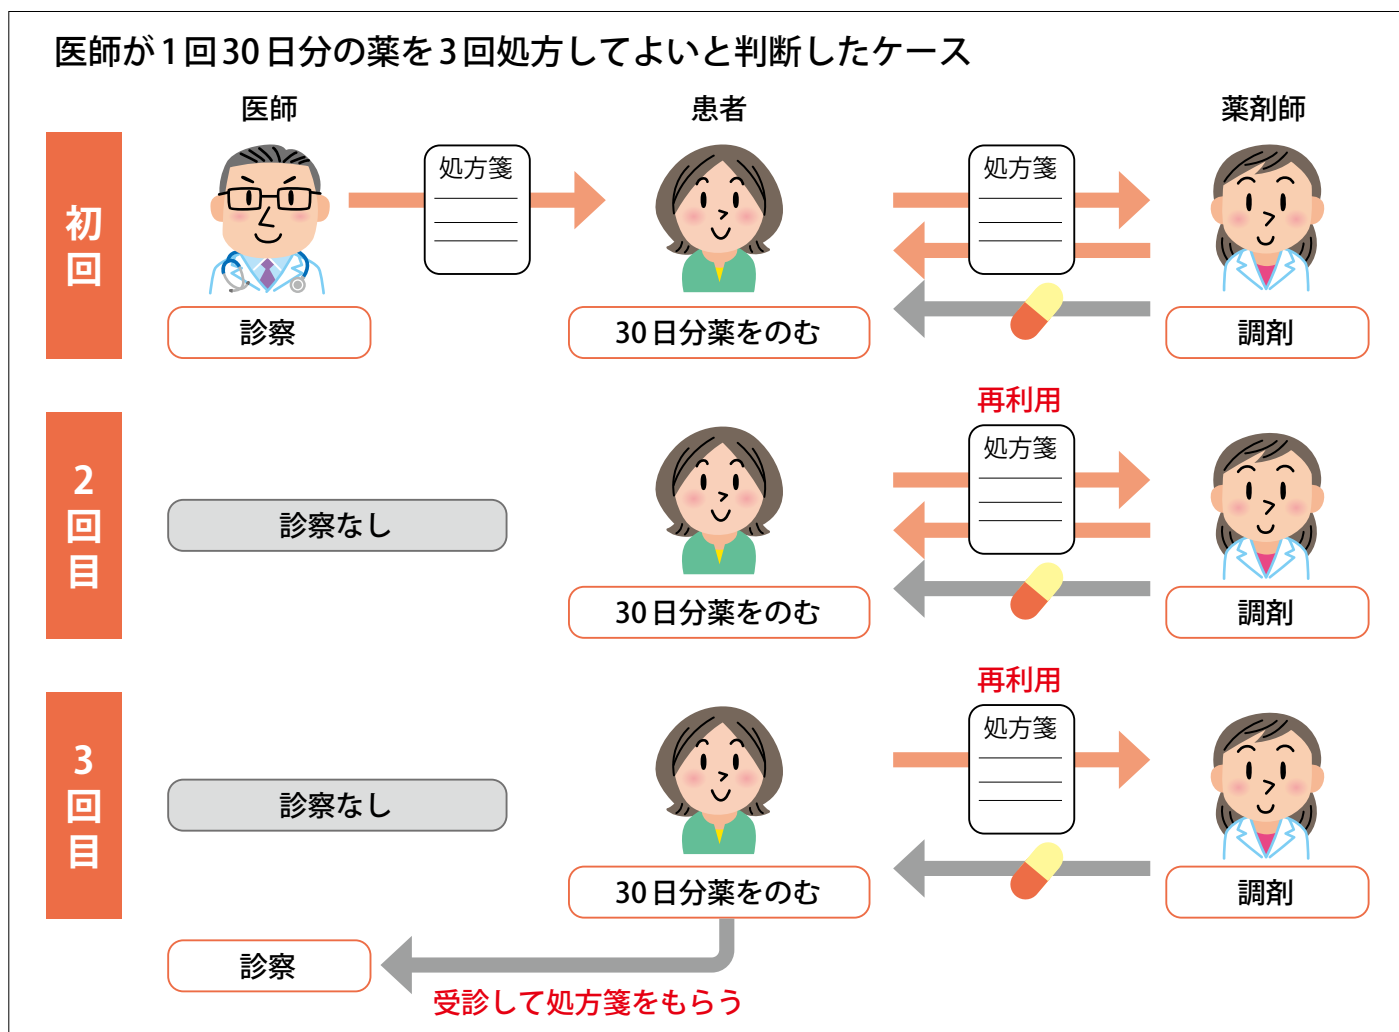 医師が1回30日分の薬を3回処方してよいと判断したケース
医師
患者
薬剤師
初回
処方箋
処方箋
診察
30日分薬をのむ
調剤
2回目
再利用
処方箋
診察なし
30日分薬をのむ
調剤
3回目
再利用
処方箋
診察なし
30日分薬をのむ
調剤
診察
受診して処方箋をもらう